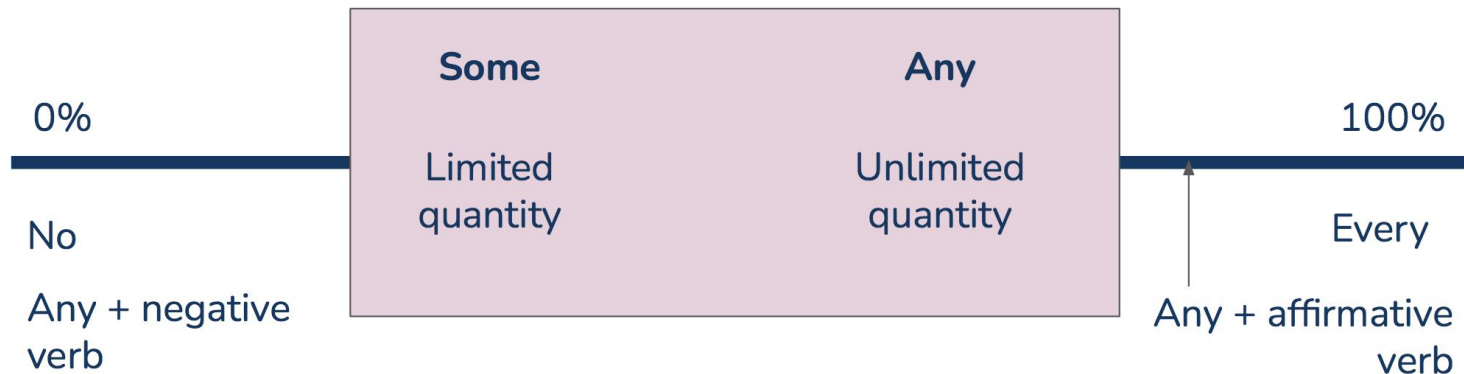 Some
Any
0%
100%
Limited
quantity
Unlimited
quantity
No
Every
Any + negative
verb
Any + affirmative
verb